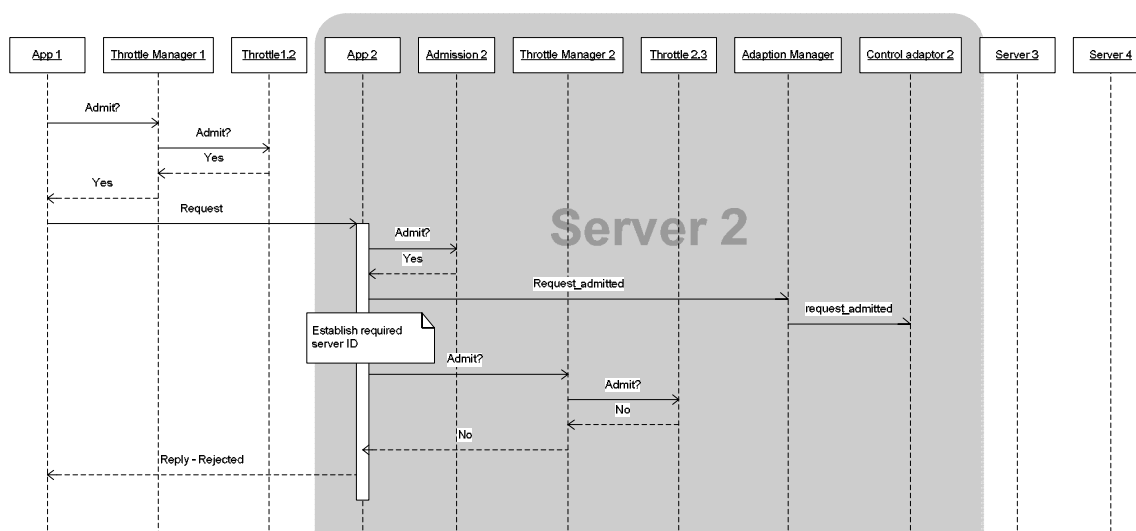 App 1
Throttle Manager 1
Throttle1.2
App 2
Admission 2
Throttle Manager 2
Throttle2.3
Adaption Manager
Control adaptor 2
Server 3
Server 4
Admit?
Admit?
Yes
Yes
Request
Server 2
Admit?
Yes
Request_admitted
request_admitted
Establish required
server ID
Admit?
Admit?
No
No
Reply - Rejected